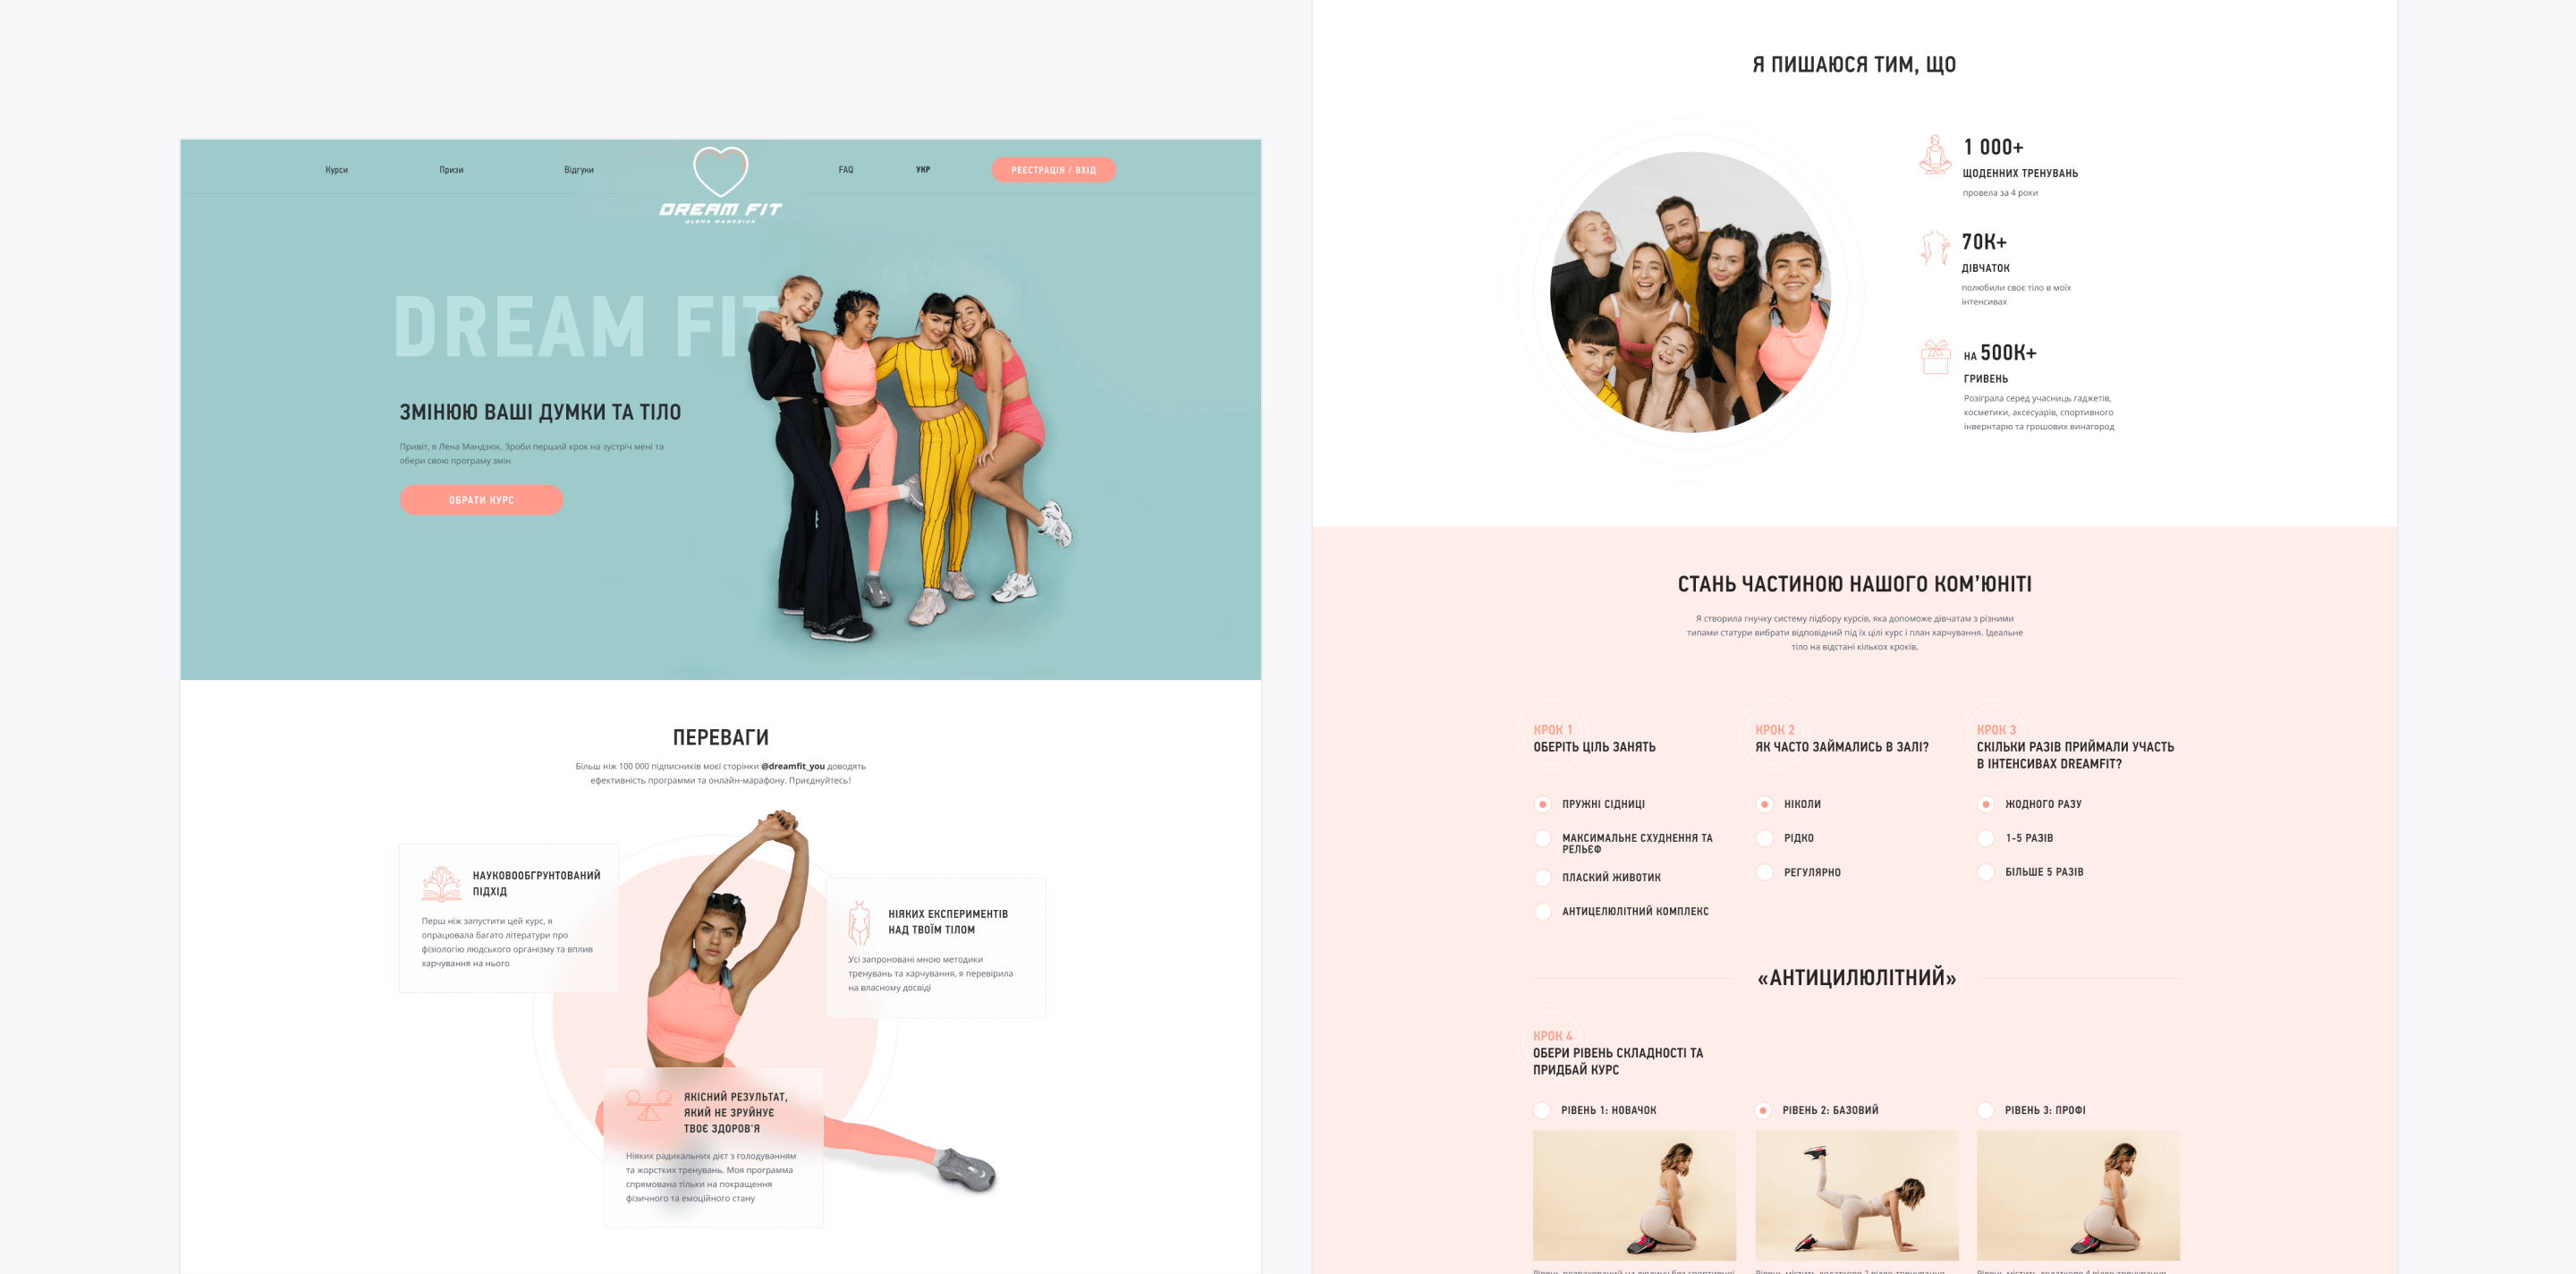 Курси
Призи
Відгуки
DREAM FIT
OLENA MANDZIUK
FAQ
УКР
РЕЄСТРАЦІЯ / ВХІД
DREAM FIT
ЗМІНЮЮ ВАШІ ДУМКИ ТА ТІЛО
Привіт, я Лена Мандзюк. Зроби перший крок на зустріч мені та
обери свою програму змін
ОБРАТИ КУРС
ПЕРЕВАГИ
Більш ніж 100 000 підписників моєї сторінки @dreamfit_you доводять
ефективність программи та онлайн-марафону. Приєднуйтесь!
НАУКОВООБГРУНТОВАНИЙ
ПІДХІД
Перш ніж запустити цей курс, я
опрацювала багато літератури про
фізіологію людського організму та вплив
харчування на нього
НІЯКИХ ЕКСПЕРИМЕНТІВ
НАД ТВОЇМ ТІЛОМ
Усі запроновані мною методики
тренувань та харчування, я перевірила
на власному досвіді
ЯКІСНИЙ РЕЗУЛЬТАТ,
ЯКИЙ НЕ ЗРУЙНУЄ
ТВОЄ ЗДОРОВ'Я
Ніяких радикальних дієт з голодуванням
та жорстких тренувань. Моя программа
спрямована тільки на покращення
фізичного та емоційного стану
Я ПИШАЮСЯ ТИМ, ЩО
1 000+
ЩОДЕННИХ ТРЕНУВАНЬ
провела за 4 роки
70К+
ДІВЧАТОК
полюбили своє тіло в моїх
інтенсивах
НА 500К+
ГРИВЕНЬ
Розіграла серед учасниць гаджетів,
косметики, аксесуарів, спортивного
інвернтарю та грошових винагород
СТАНЬ ЧАСТИНОЮ НАШОГО КОМ’ЮНІТІ
Я створила гнучку систему підбору курсів, яка допоможе дівчатам з різними
типами статури вибрати відповідний під їх цілі курс і план харчування. Ідеальне
тіло на відстані кількох кроків.
КРОК 1
ОБЕРІТЬ ЦІЛЬ ЗАНЯТЬ
ПРУЖНІ СІДНИЦІ
МАКСИМАЛЬНЕ СХУДНЕННЯ ТА
РЕЛЬЄФ
ПЛАСКИЙ ЖИВОТИК
АНТИЦЕЛЮЛІТНИЙ КОМПЛЕКС
КРОК 2
ЯК ЧАСТО ЗАЙМАЛИСЬ В ЗАЛІ?
НІКОЛИ
РІДКО
РЕГУЛЯРНО
КРОК 3
СКІЛЬКИ РАЗІВ ПРИЙМАЛИ УЧАСТЬ
В ІНТЕНСИВАХ DREAMFIT?
ЖОДНОГО РАЗУ
1-5 РАЗІВ
БІЛЬШЕ 5 РАЗІВ
«АНТИЦИЛЮЛІТНИЙ»
КРОК 4
ОБЕРИ РІВЕНЬ СКЛАДНОСТІ ТА
ПРИДБАЙ КУРС
РІВЕНЬ 1: НОВАЧОК
РІВЕНЬ 2: БАЗОВИЙ
РІВЕНЬ 3: ПРОФІ